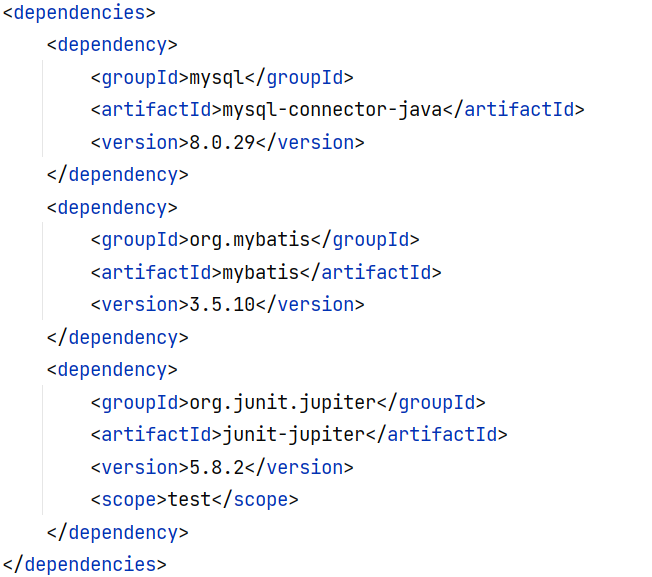 <dependencies>
    <dependency>
        <groupId>mysql</groupId>
        <artifactId>mysql-connector-java</artifactId>
        <version>8.0.29</version>
    </dependency>
    <dependency>
        <groupId>org.mybatis</groupId>
        <artifactId>mybatis</artifactId>
        <version>3.5.10</version>
    </dependency>
    <dependency>
        <groupId>org.junit.jupiter</groupId>
        <artifactId>junit-jupiter</artifactId>
        <version>5.8.2</version>
        <scope>test</scope>
    </dependency>
</dependencies>